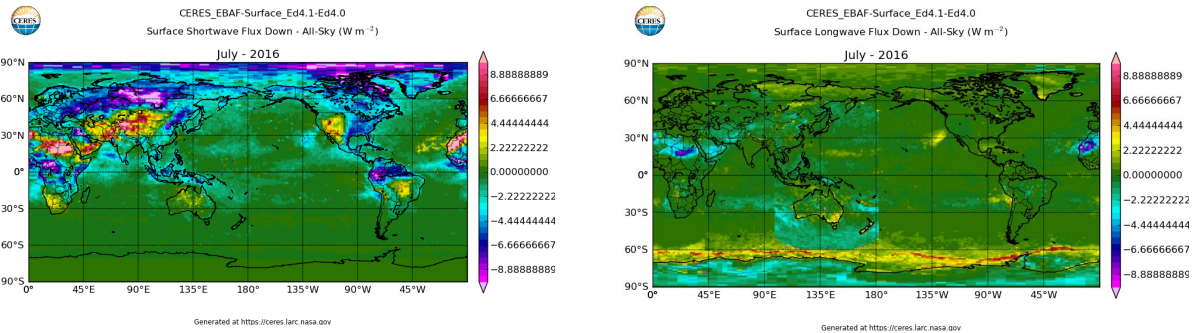 CERES
CERES_EBAF-Surface_Ed4.1-Ed4.0
Surface Shortwave Flux Down - All-Sky (W m⁻²)
July - 2016
90°N
60°N
30°N
0°
30°S
60°S
90°S
0°
45°E
90°E
135°E
180°
135°W
90°W
45°W
8.88888889
6.66666667
4.44444444
2.22222222
0.00000000
−2.22222222
−4.44444444
−6.66666667
−8.88888889
Generated at https://ceres.larc.nasa.gov
CERES
CERES_EBAF-Surface_Ed4.1-Ed4.0
Surface Longwave Flux Down - All-Sky (W m⁻²)
July - 2016
90°N
60°N
30°N
0°
30°S
60°S
90°S
0°
45°E
90°E
135°E
180°
135°W
90°W
45°W
8.88888889
6.66666667
4.44444444
2.22222222
0.00000000
−2.22222222
−4.44444444
−6.66666667
−8.88888889
Generated at https://ceres.larc.nasa.gov